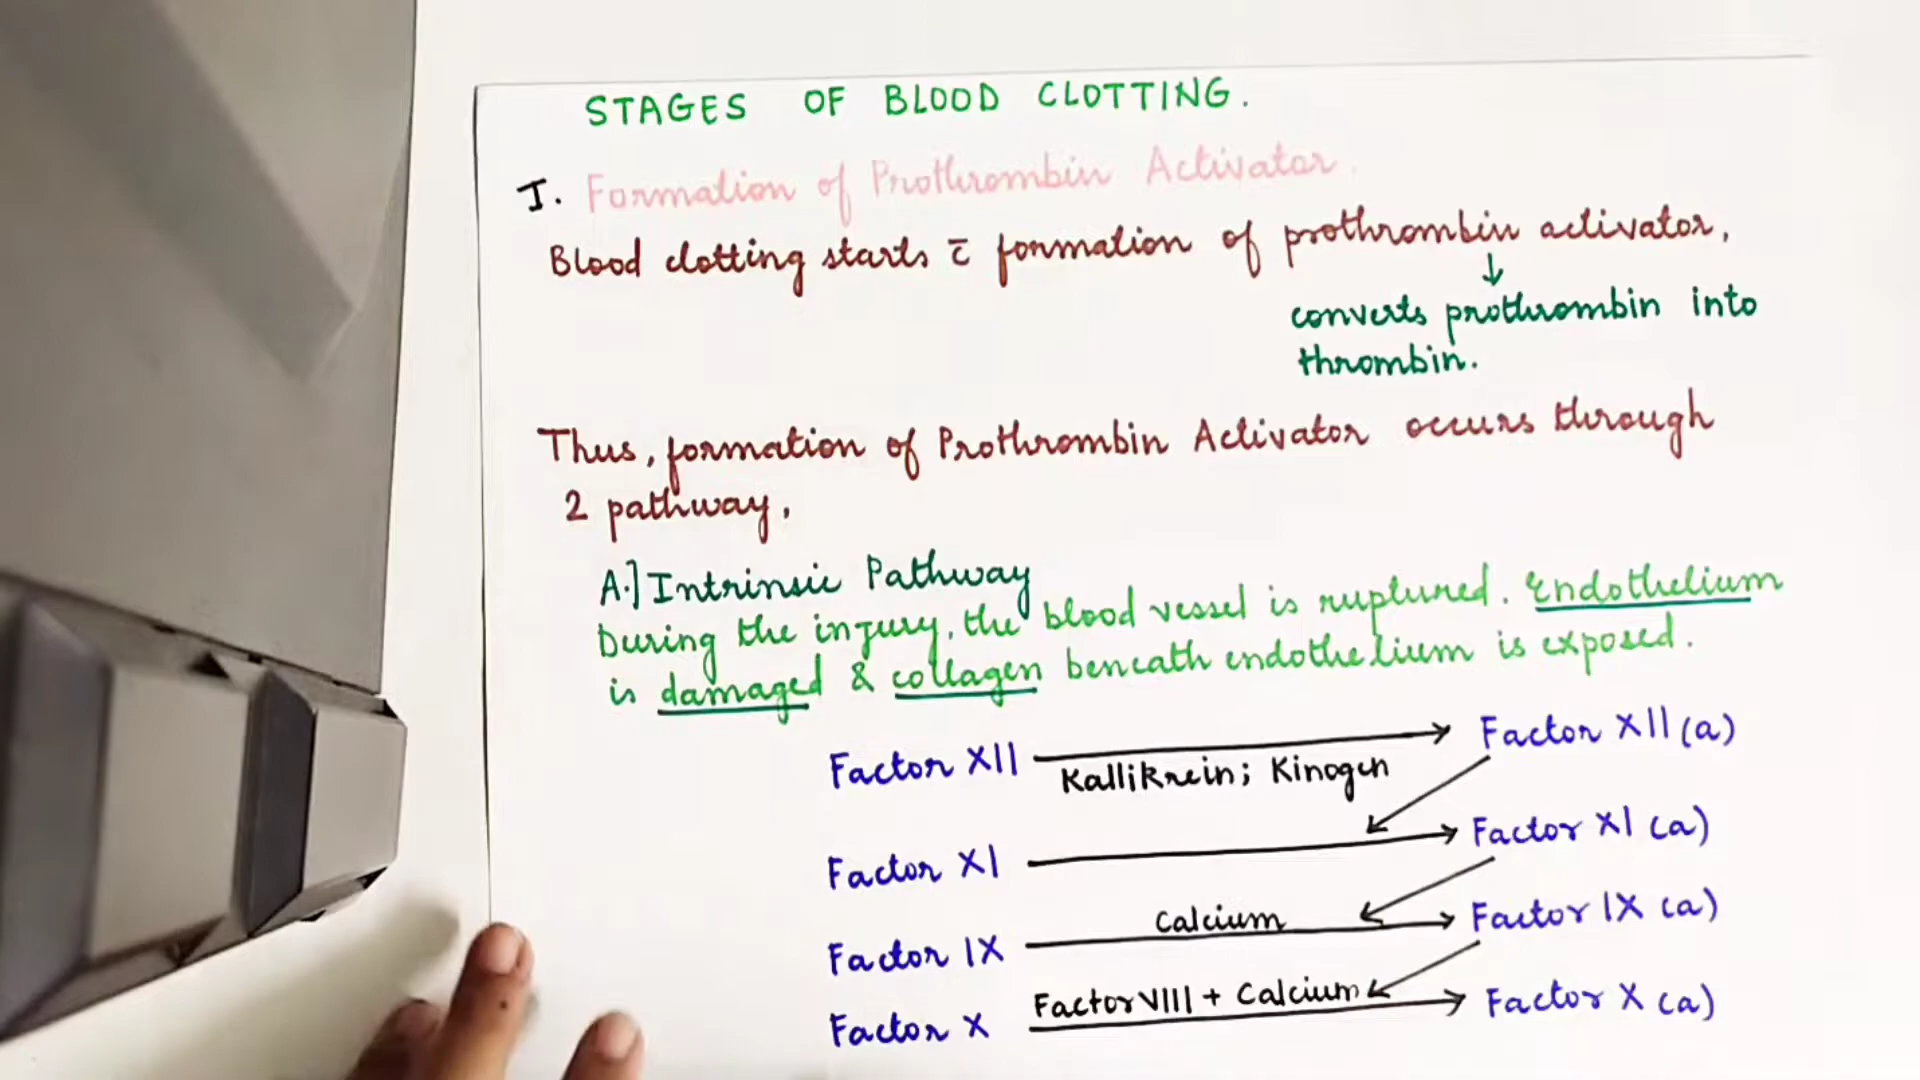 STAGES OF BLOOD CLOTTING.
I. Formation of Prothrombin Activator.
Blood clotting starts c̄ formation of prothrombin activator,
↓
converts prothrombin into
thrombin.
Thus, formation of Prothrombin Activator occurs through
2 pathway,
A.] Intrinsic Pathway
During the injury, the blood vessel is ruptured. Endothelium
is damaged & collagen beneath endothelium is exposed.
Factor XII → Factor XII (a)
Kallikrein; Kinogen
Factor XI → Factor XI (a)
Calcium
Factor IX → Factor IX (a)
Factor VIII + Calcium
Factor X → Factor X (a)